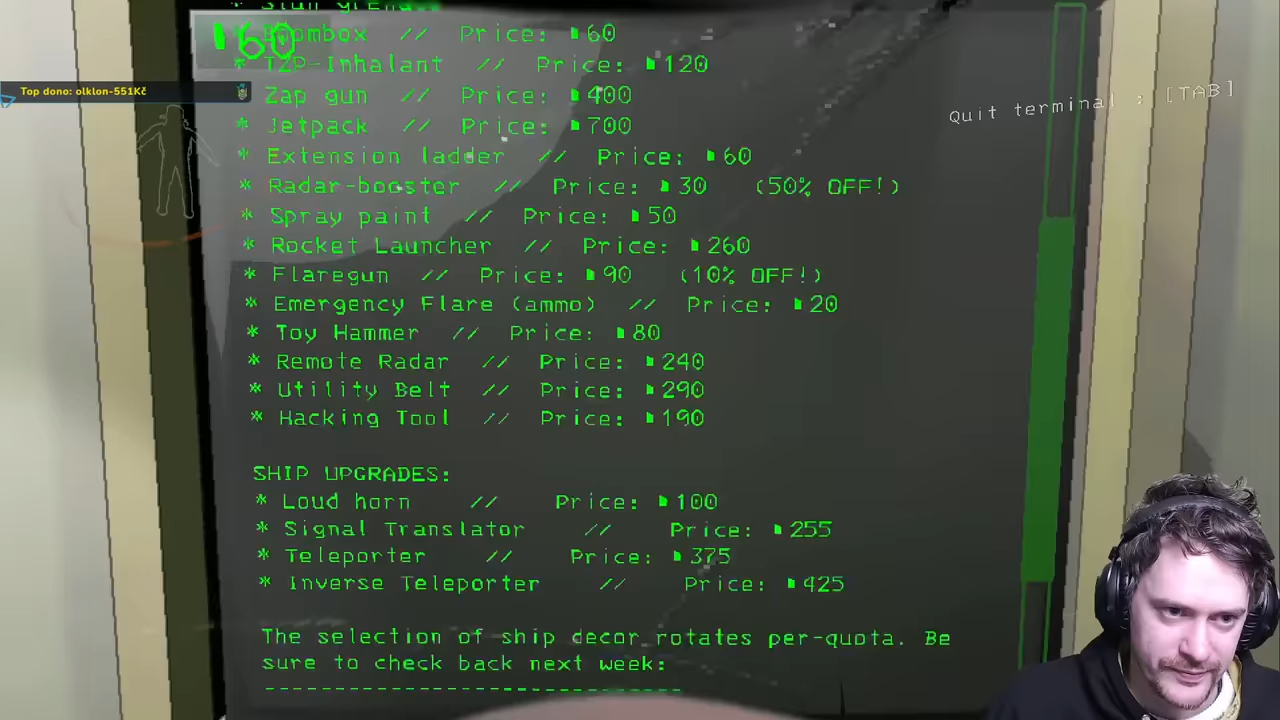 * Stun grenade
60
* Boombox // Price: 60
* TZP-Inhalant // Price: 120
Top dono: olklon-551Kč
* Zap gun // Price: 400
Quit terminal : [TAB]
* Jetpack // Price: 700
* Extension ladder // Price: 60
* Radar-booster // Price: 30 (50% OFF!)
* Spray paint // Price: 50
* Rocket Launcher // Price: 260
* Flaregun // Price: 90 (10% OFF!)
* Emergency Flare (ammo) // Price: 20
* Toy Hammer // Price: 80
* Remote Radar // Price: 240
* Utility Belt // Price: 290
* Hacking Tool // Price: 190
SHIP UPGRADES:
* Loud horn // Price: 100
* Signal Translator // Price: 255
* Teleporter // Price: 375
* Inverse Teleporter // Price: 425
The selection of ship decor rotates per-quota. Be
sure to check back next week:
------------------------------